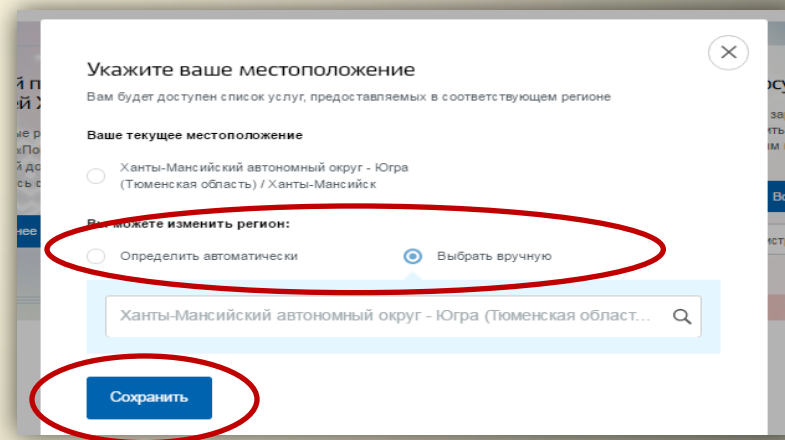 Укажите ваше местоположение
Вам будет доступен список услуг, предоставляемых в соответствующем регионе
Ваше текущее местоположение
Ханты-Мансийский автономный округ - Югра
(Тюменская область) / Ханты-Мансийск
Вы можете изменить регион:
Определить автоматически
Выбрать вручную
Ханты-Мансийский автономный округ - Югра (Тюменская област...
Сохранить